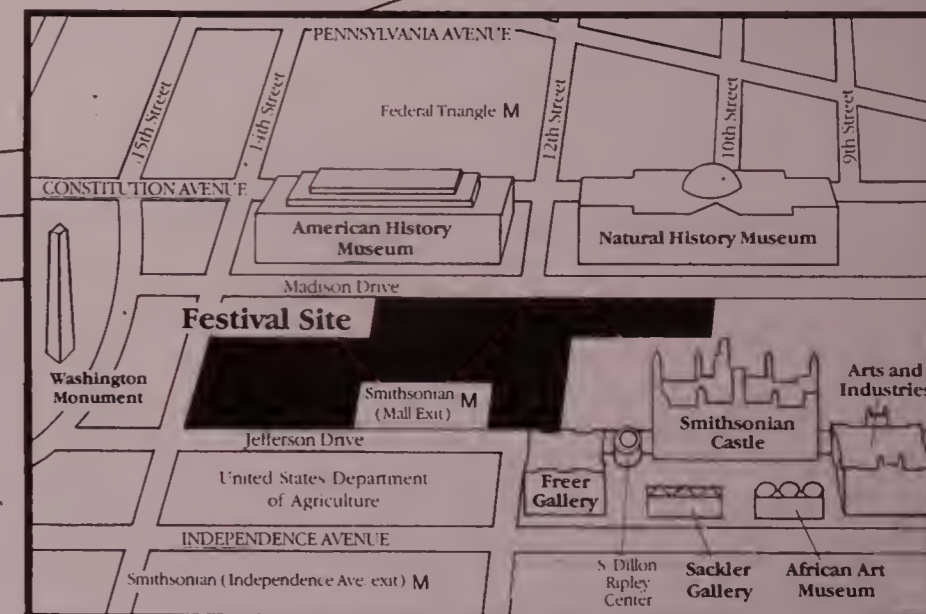 PENNSYLVANIA AVENUE
15th Street
14th Street
Federal Triangle M
12th Street
10th Street
9th Street
CONSTITUTION AVENUE
American History
Museum
Natural History Museum
Madison Drive
Festival Site
Washington
Monument
Smithsonian M
(Mall Exit)
Arts and
Industries
Smithsonian
Castle
Jefferson Drive
United States Department
of Agriculture
Freer
Gallery
INDEPENDENCE AVENUE
Smithsonian (Independence Ave. exit) M
S. Dillon
Ripley
Center
Sackler
Gallery
African Art
Museum